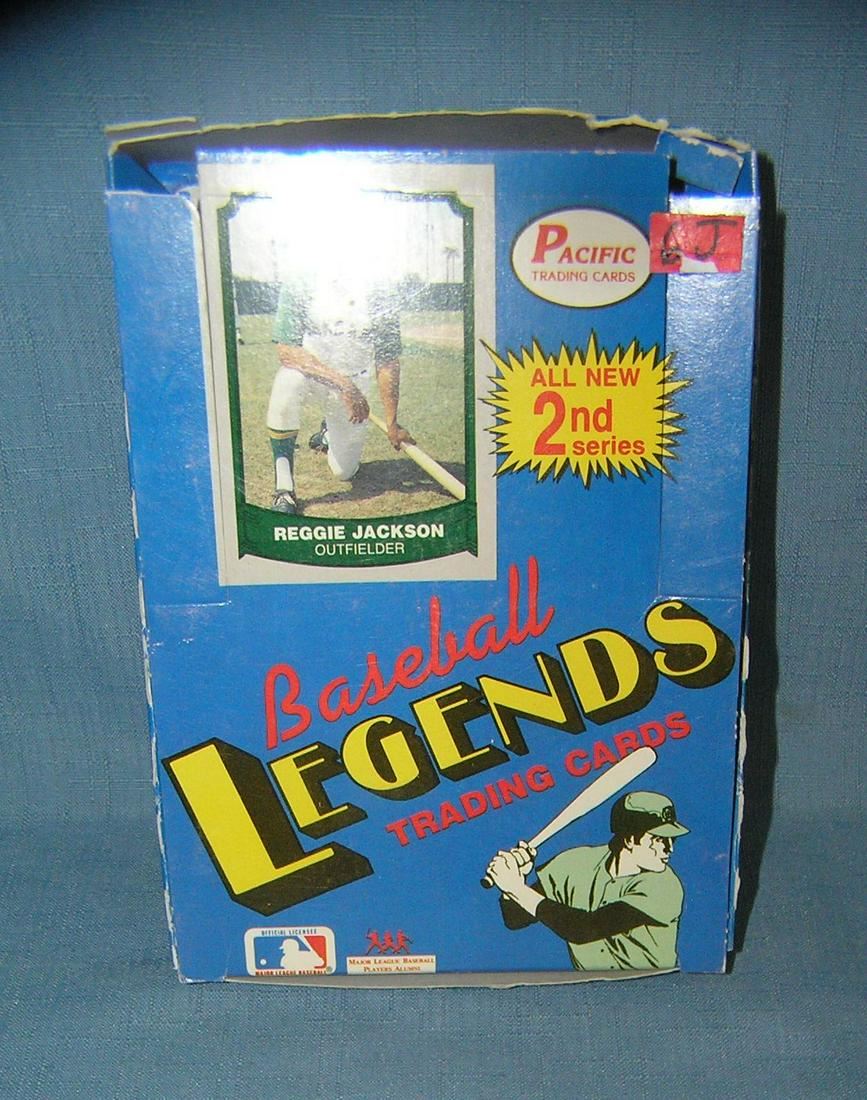 PACIFIC
TRADING CARDS
ALL NEW
2nd
series
REGGIE JACKSON
OUTFIELDER
Baseball
LEGENDS
TRADING CARDS
OFFICIAL LICENSEE
MAJOR LEAGUE BASEBALL®
MAJOR LEAGUE BASEBALL
PLAYERS ALUMNI